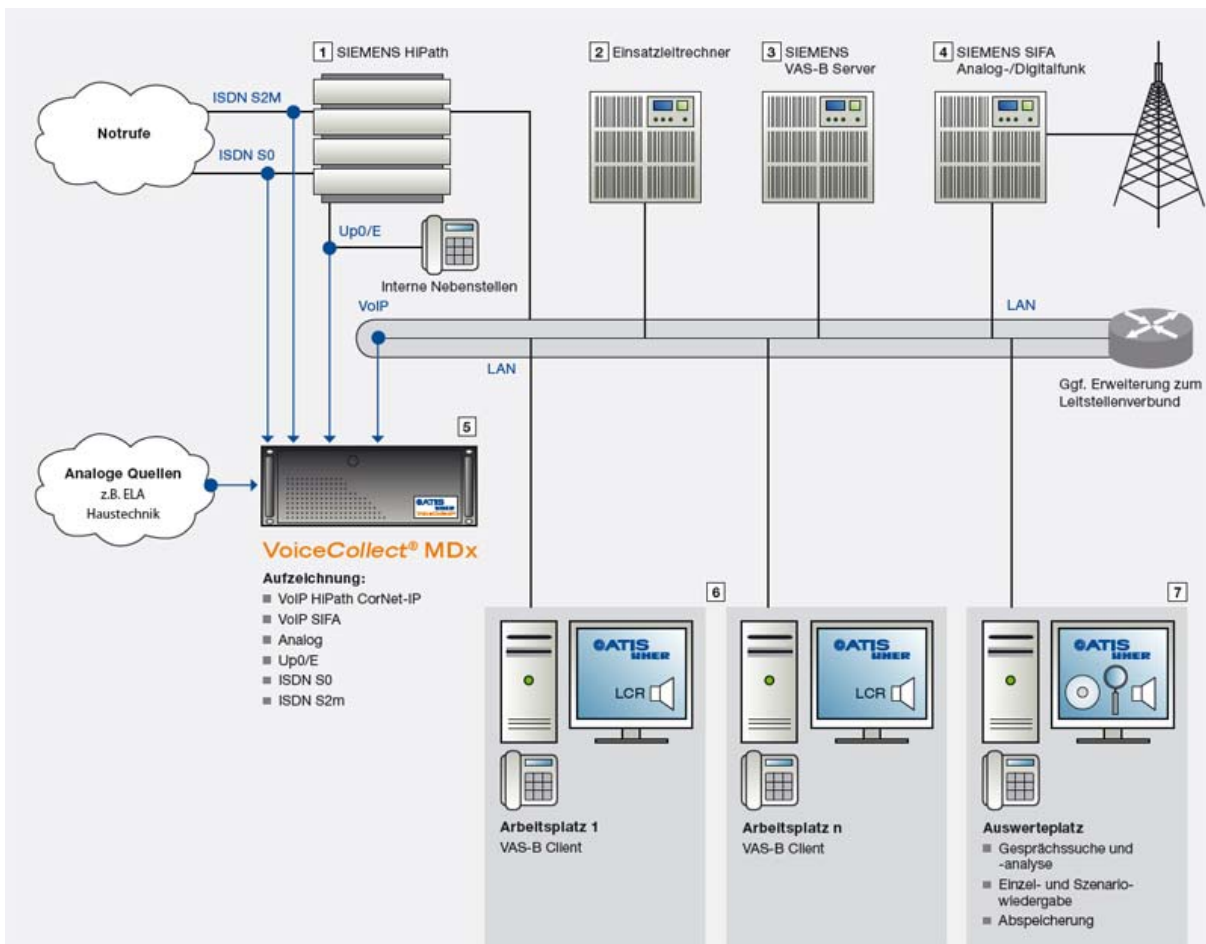 1 SIEMENS HiPath
2 Einsatzleitrechner
3 SIEMENS
VAS-B Server
4 SIEMENS SIFA
Analog-/Digitalfunk
Notrufe
ISDN S2M
ISDN S0
Up0/E
Interne Nebenstellen
VoIP
LAN
LAN
Ggf. Erweiterung zum
Leitstellenverbund
5
Analoge Quellen
z.B. ELA
Haustechnik
ATIS
UHER
VoiceCollect®
VoiceCollect® MDx
Aufzeichnung:
VoIP HiPath CorNet-IP
VoIP SIFA
Analog
Up0/E
ISDN S0
ISDN S2m
6
ATIS
UHER
LCR
Arbeitsplatz 1
VAS-B Client
ATIS
UHER
LCR
Arbeitsplatz n
VAS-B Client
7
ATIS
UHER
Auswerteplatz
Gesprächssuche und
-analyse
Einzel- und Szenario-
wiedergabe
Abspeicherung